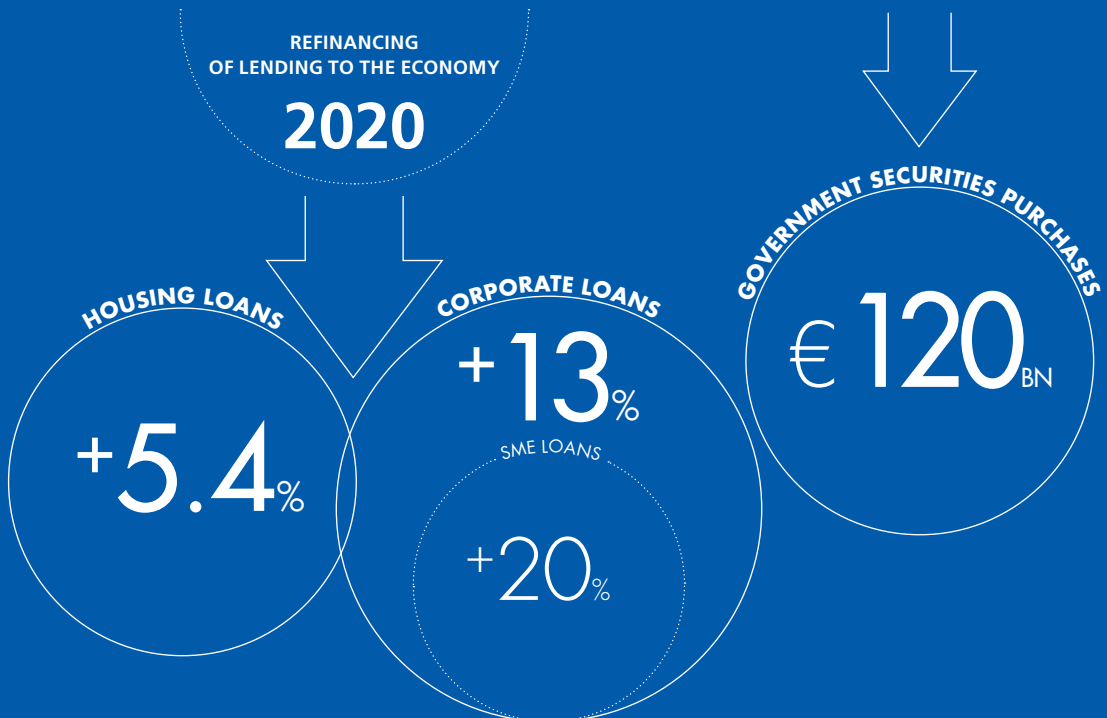 REFINANCING
OF LENDING TO THE ECONOMY
2020
HOUSING LOANS
+5.4%
CORPORATE LOANS
+13%
SME LOANS
+20%
GOVERNMENT SECURITIES PURCHASES
€ 120 BN